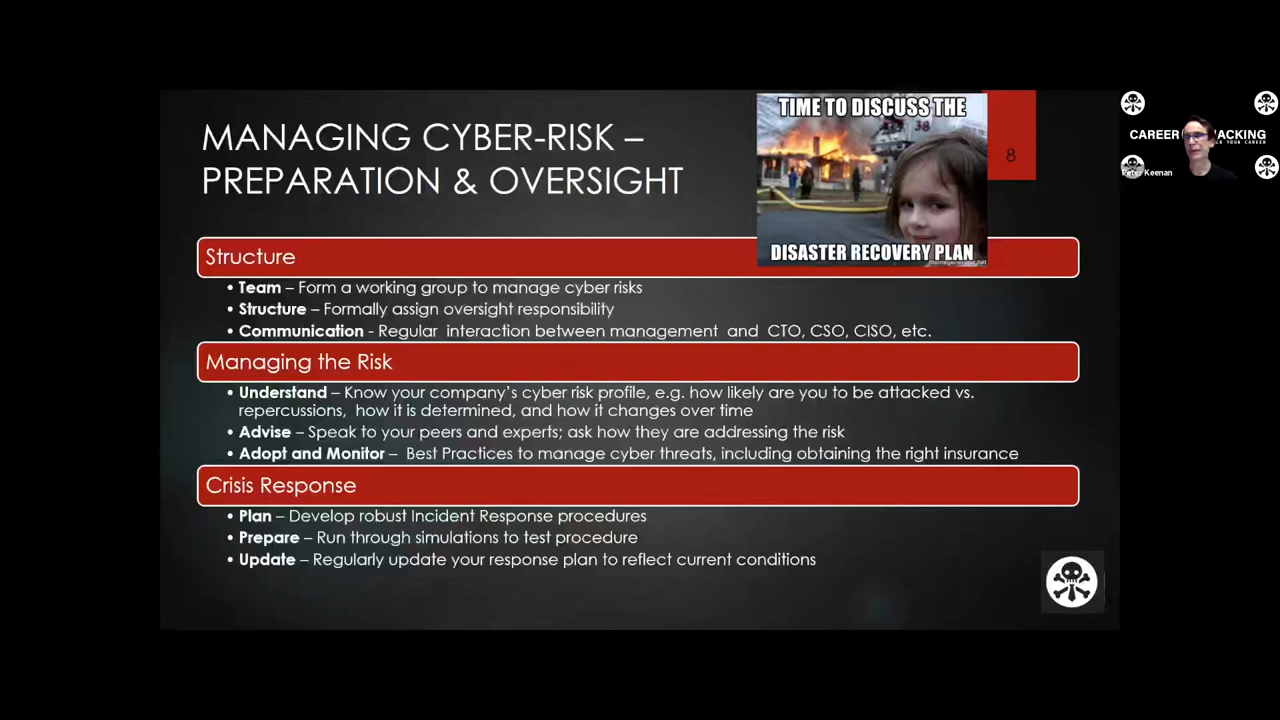 MANAGING CYBER-RISK –
PREPARATION & OVERSIGHT
TIME TO DISCUSS THE
38
DISASTER RECOVERY PLAN
8
Structure
• Team – Form a working group to manage cyber risks
• Structure – Formally assign oversight responsibility
• Communication - Regular interaction between management and CTO, CSO, CISO, etc.
Managing the Risk
• Understand – Know your company’s cyber risk profile, e.g. how likely are you to be attacked vs.
repercussions, how it is determined, and how it changes over time
• Advise – Speak to your peers and experts; ask how they are addressing the risk
• Adopt and Monitor – Best Practices to manage cyber threats, including obtaining the right insurance
Crisis Response
• Plan – Develop robust Incident Response procedures
• Prepare – Run through simulations to test procedure
• Update – Regularly update your response plan to reflect current conditions
CAREER ACKING
YOUR CAREER
Peter Keenan